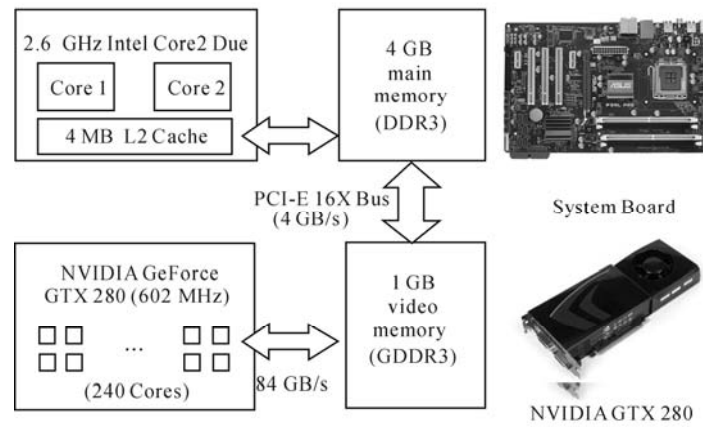 2.6 GHz Intel Core2 Due
Core 1
Core 2
4 MB L2 Cache
4 GB
main
memory
(DDR3)
PCI-E 16X Bus
(4 GB/s)
System Board
NVIDIA GeForce
GTX 280 (602 MHz)
...
(240 Cores)
84 GB/s
1 GB
video
memory
(GDDR3)
NVIDIA GTX 280